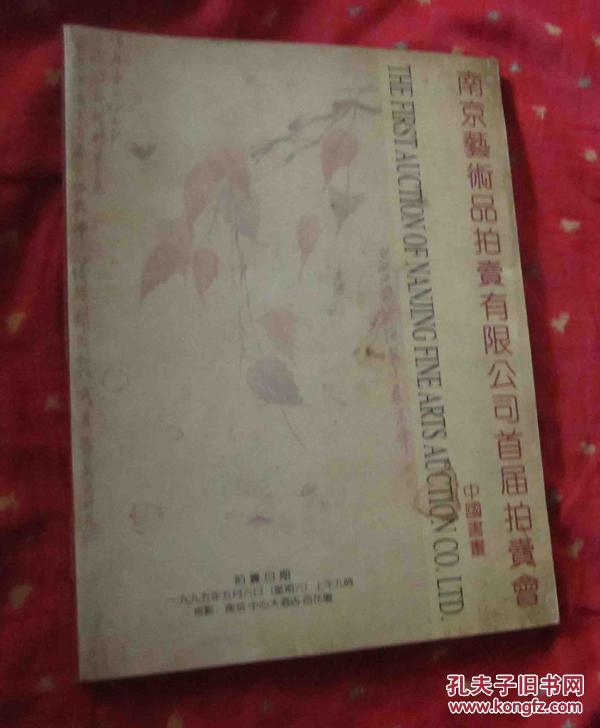 南京藝術品拍賣有限公司首届拍賣會
THE FIRST AUCTION OF NANJING FINE ARTS AUCTION CO. LTD.
中國書畫
拍賣日期
一九九五年五月六日(星期六)上午九時
地點:南京 中心大酒店 百花廳
孔夫子旧书网
www.kongfz.com